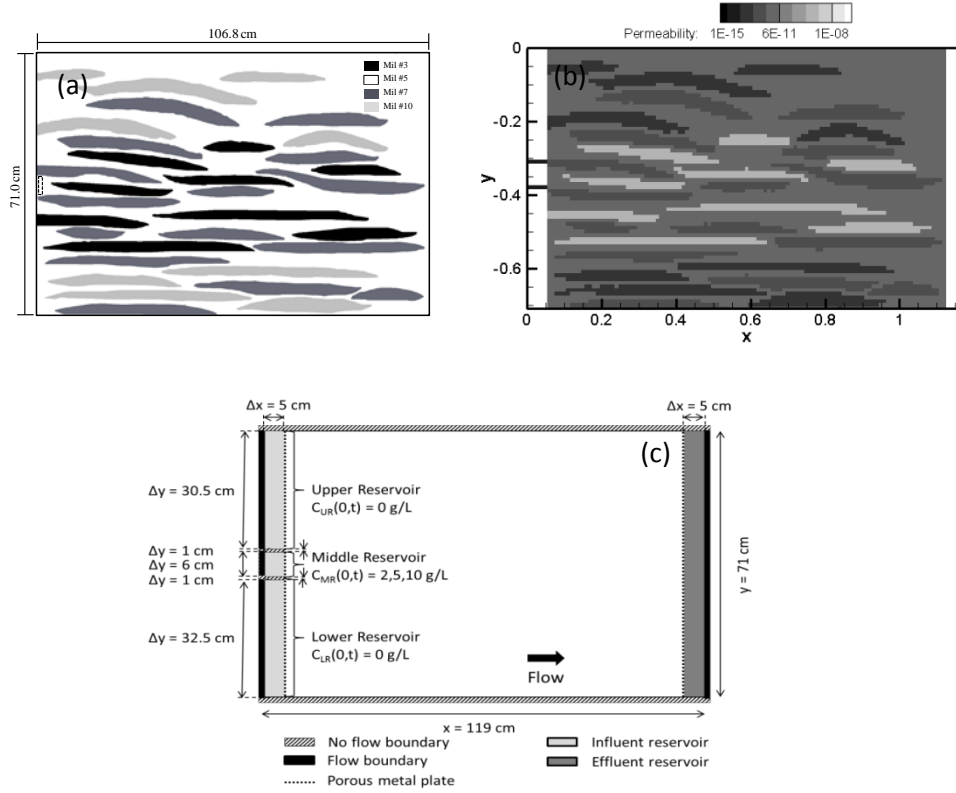 106.8 cm
71.0 cm
(a)
Mil #3
Mil #5
Mil #7
Mil #10
Permeability: 1E-15 6E-11 1E-08
(b)
y
0
-0.2
-0.4
-0.6
0 0.2 0.4 0.6 0.8 1
x
Δx = 5 cm
Δx = 5 cm
(c)
Δy = 30.5 cm
Upper Reservoir
C_UR(0,t) = 0 g/L
Δy = 1 cm
Δy = 6 cm
Δy = 1 cm
Middle Reservoir
C_MR(0,t) = 2,5,10 g/L
y = 71 cm
Δy = 32.5 cm
Lower Reservoir
C_LR(0,t) = 0 g/L
Flow
x = 119 cm
No flow boundary
Flow boundary
Porous metal plate
Influent reservoir
Effluent reservoir